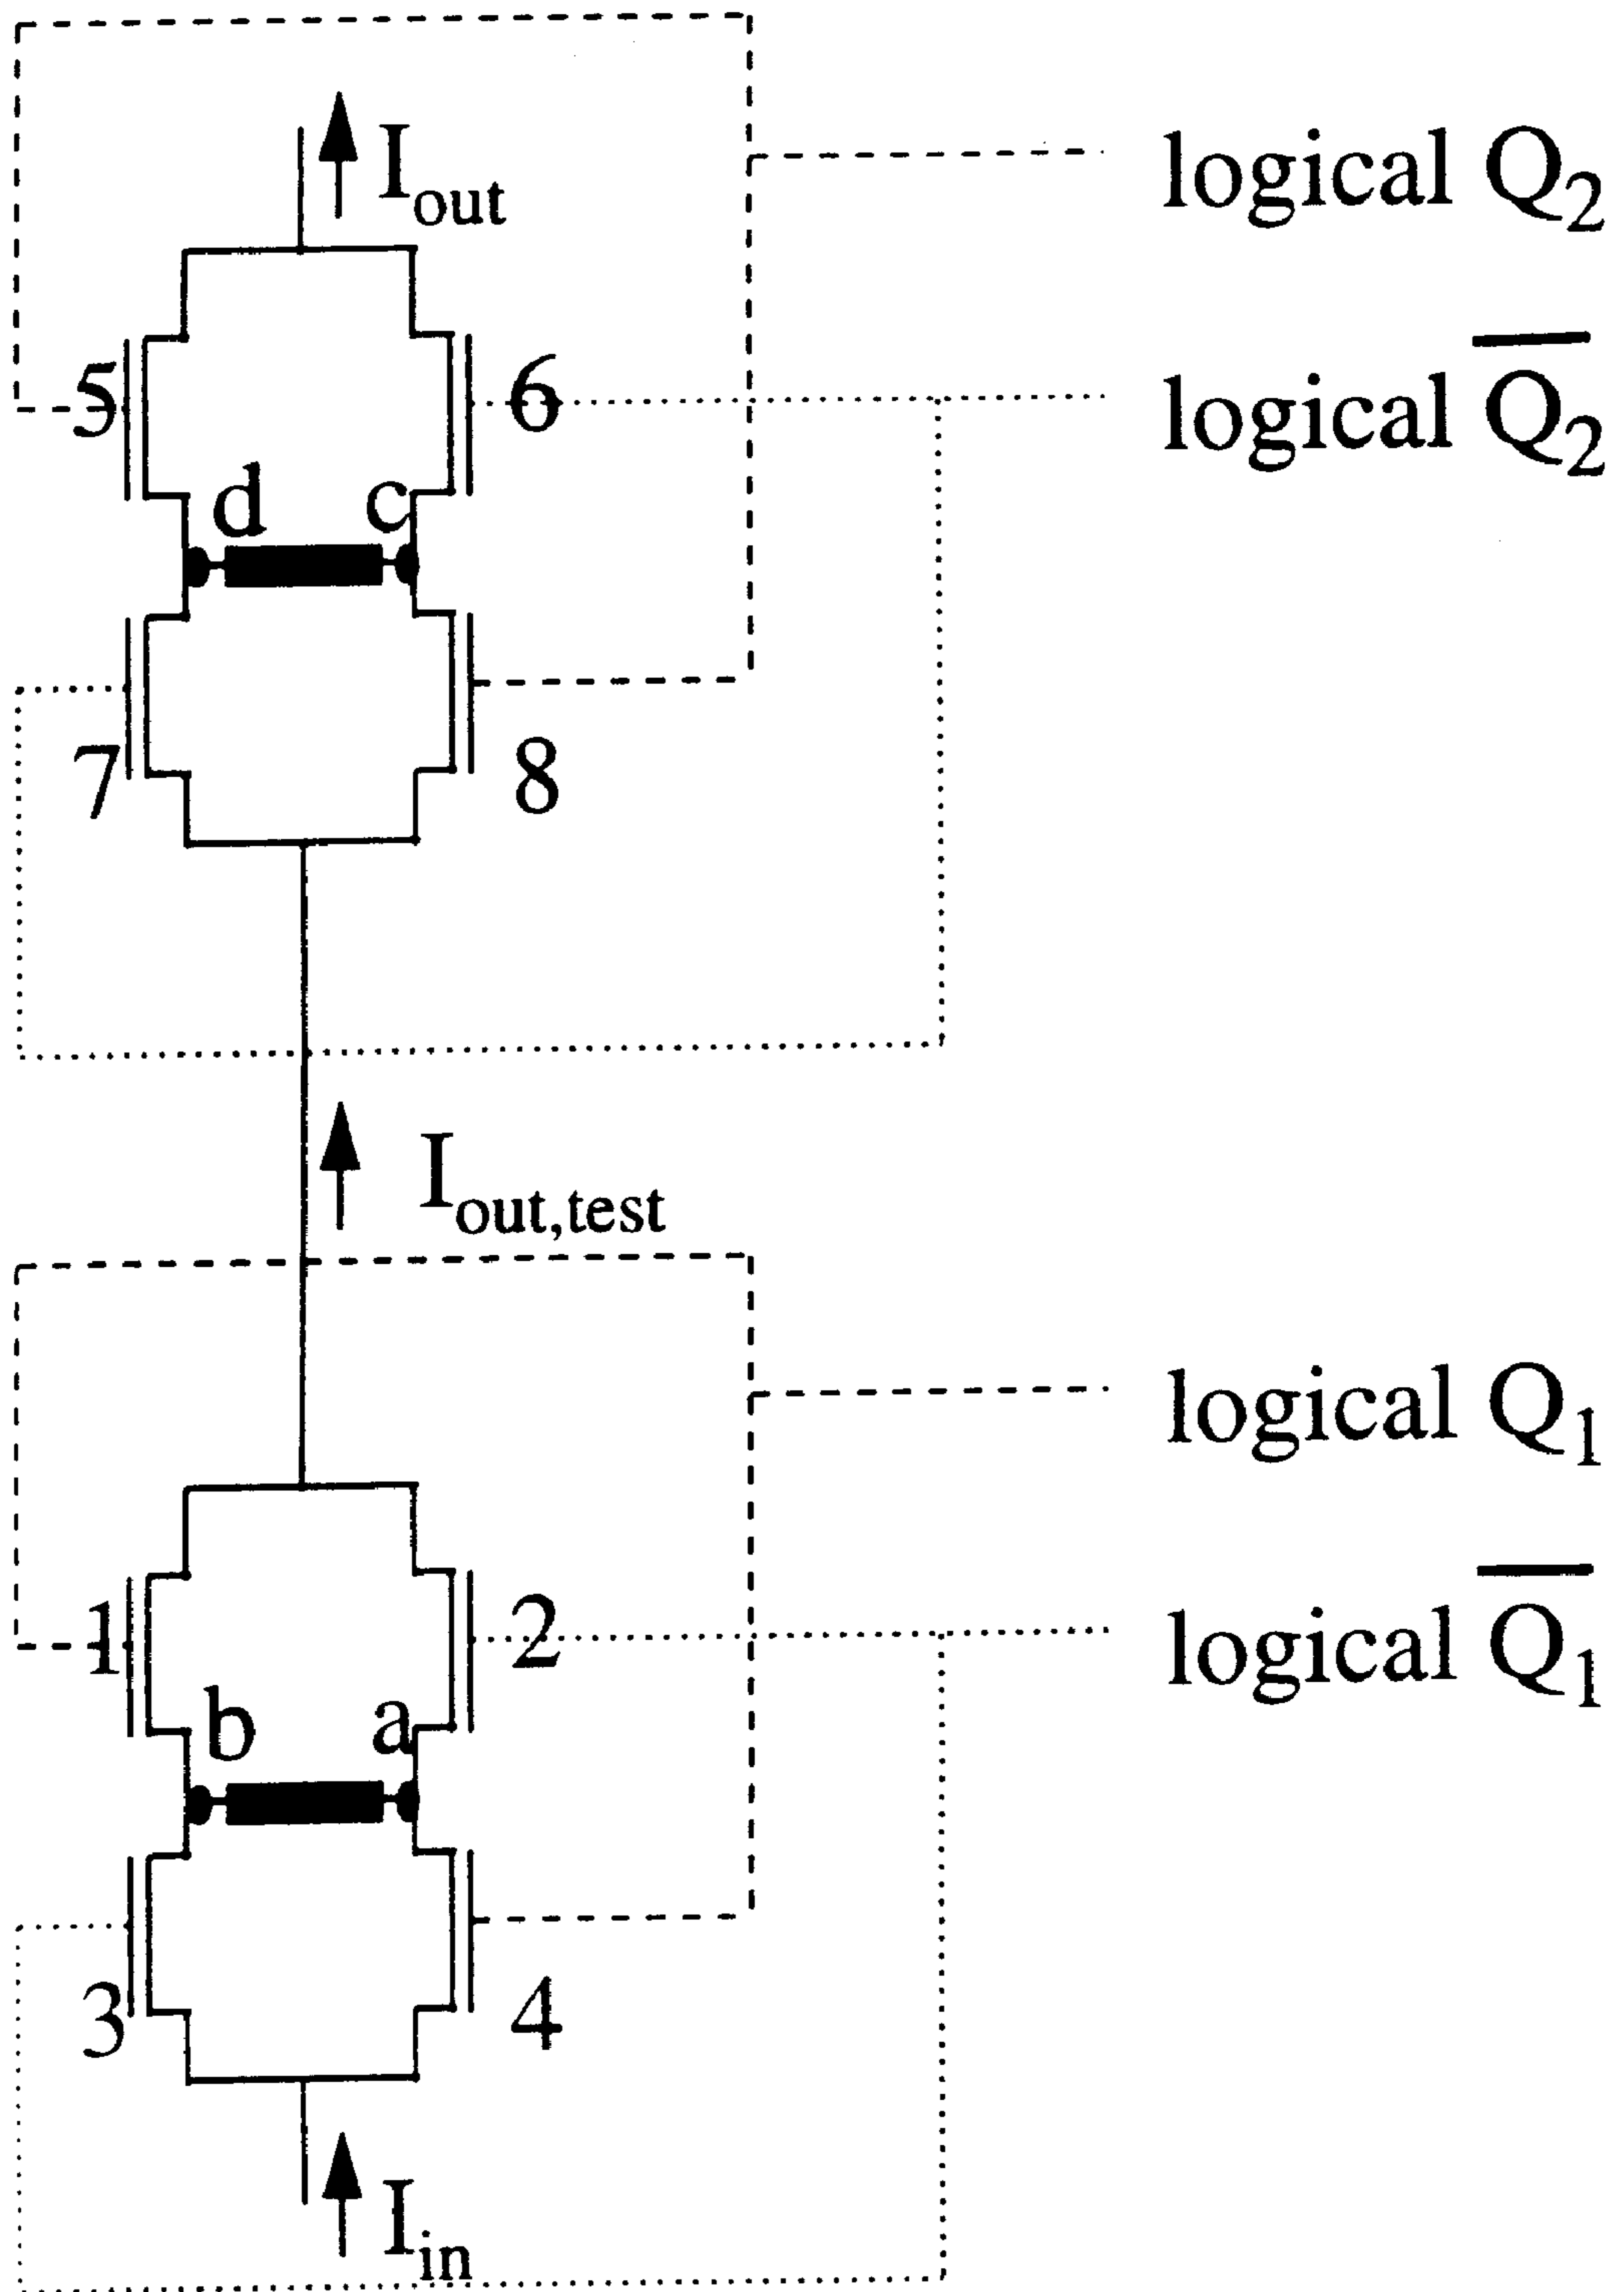 I_out
logical Q_2
5
6
logical \overline{Q_2}
d
c
7
8
I_out,test
logical Q_1
1
2
logical \overline{Q_1}
b
a
3
4
I_in